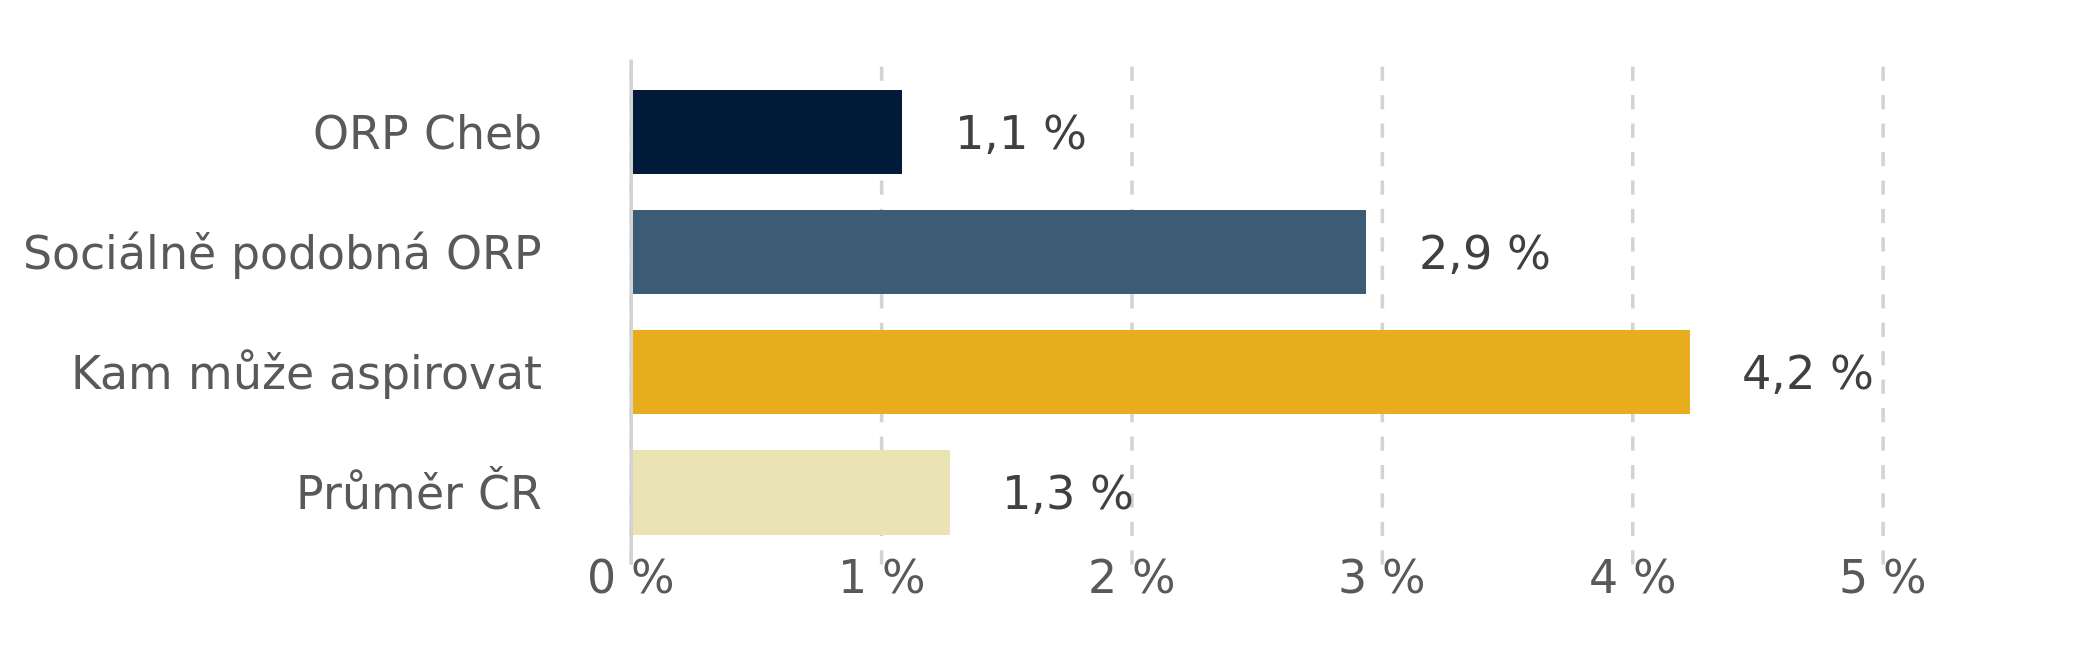 ORP Cheb 1,1 %
Sociálně podobná ORP 2,9 %
Kam může aspirovat 4,2 %
Průměr ČR 1,3 %
0 % 1 % 2 % 3 % 4 % 5 %